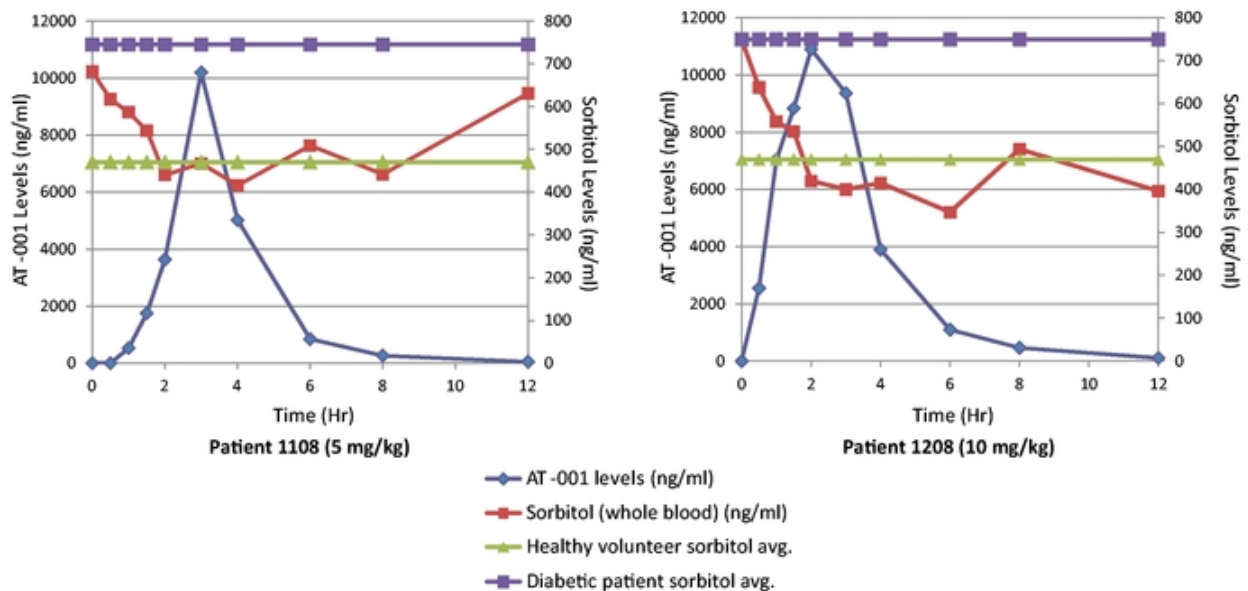 12000
10000
8000
6000
4000
2000
0
AT -001 Levels (ng/ml)
800
700
600
500
400
300
200
100
0
Sorbitol Levels (ng/ml)
0 2 4 6 8 10 12
Time (Hr)
Patient 1108 (5 mg/kg)
12000
10000
8000
6000
4000
2000
0
AT -001 Levels (ng/ml)
800
700
600
500
400
300
200
100
0
Sorbitol Levels (ng/ml)
0 2 4 6 8 10 12
Time (Hr)
Patient 1208 (10 mg/kg)
AT -001 levels (ng/ml)
Sorbitol (whole blood) (ng/ml)
Healthy volunteer sorbitol avg.
Diabetic patient sorbitol avg.